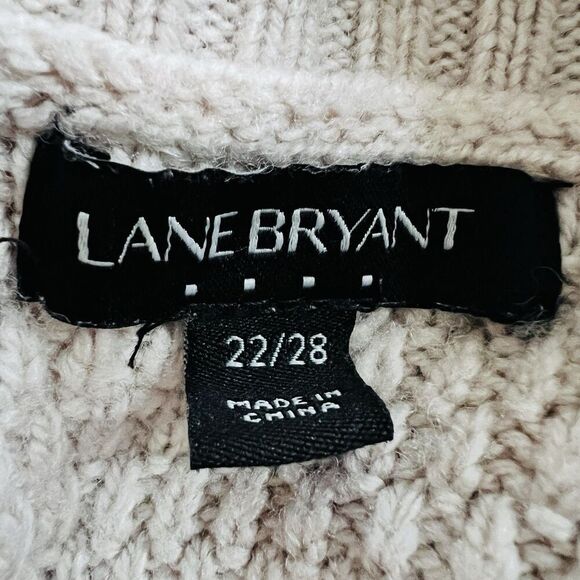 LANE BRYANT
22/28
MADE IN
CHINA